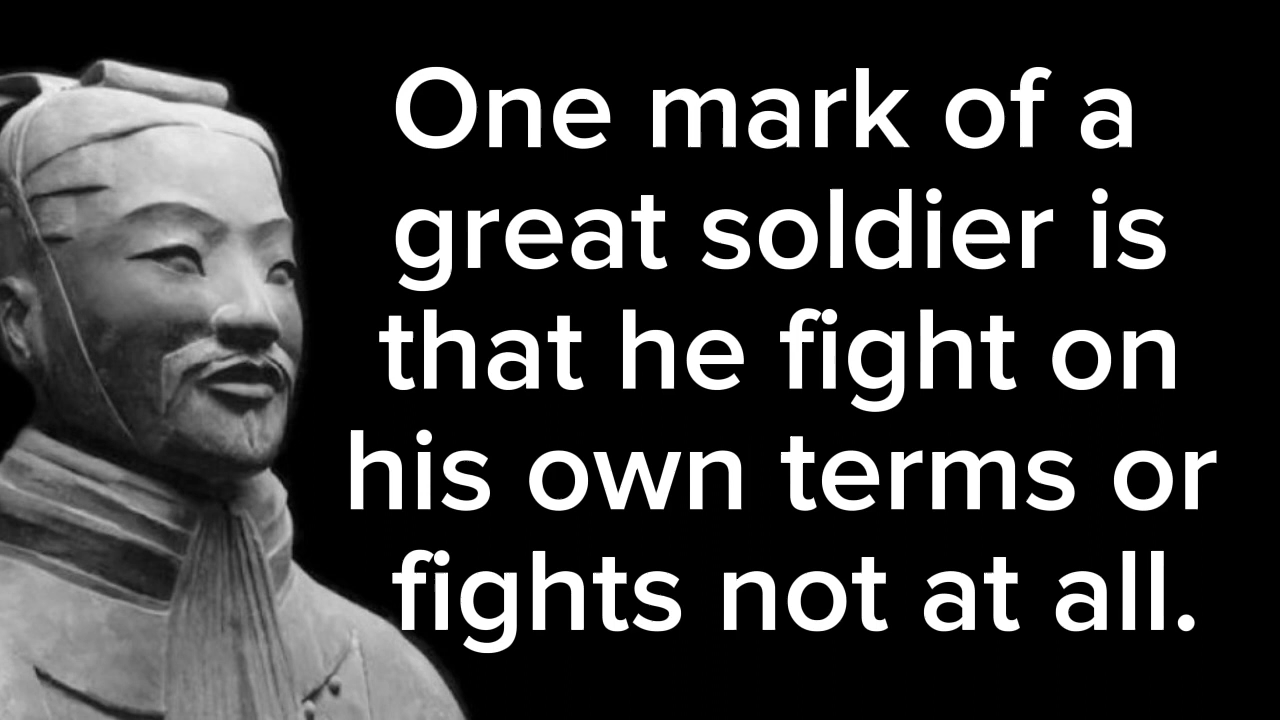 One mark of a
great soldier is
that he fight on
his own terms or
fights not at all.